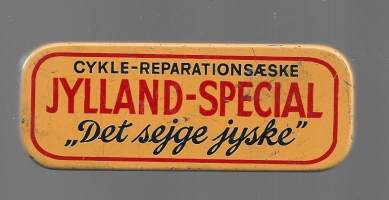 CYKLE-REPARATIONSÆSKE
JYLLAND-SPECIAL
„Det sejge jyske”